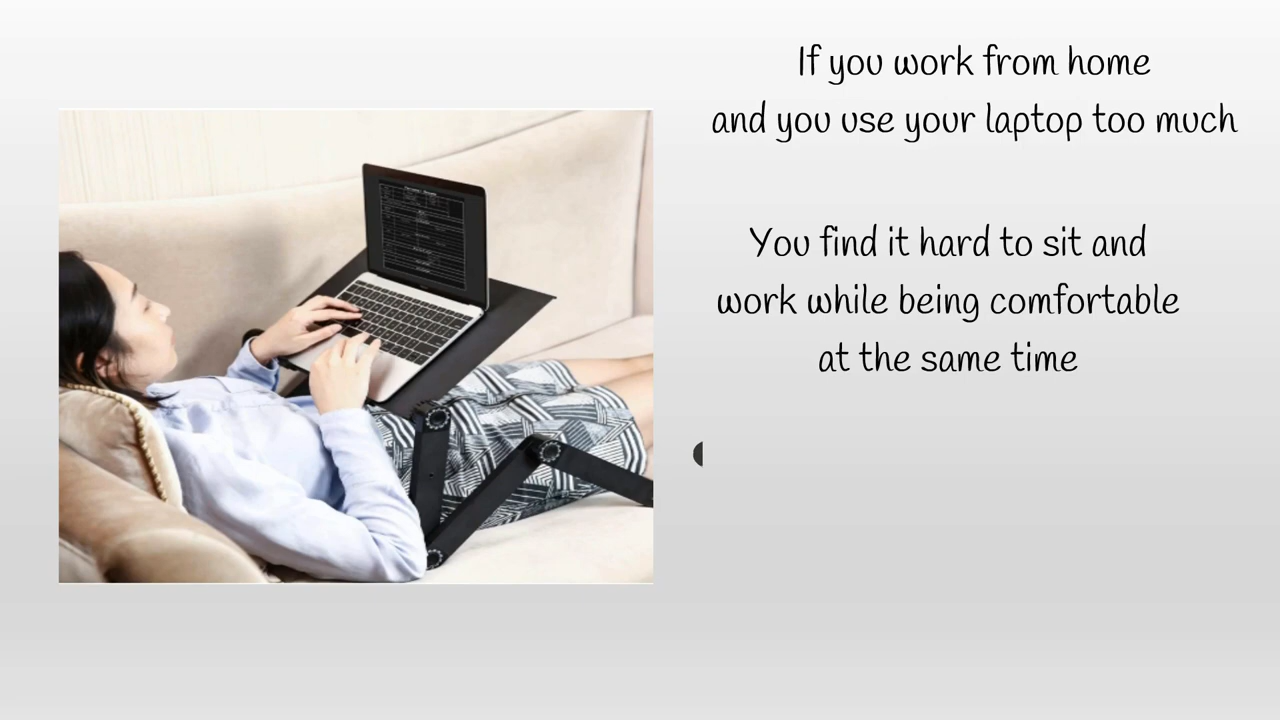 If you work from home
and you use your laptop too much
You find it hard to sit and
work while being comfortable
at the same time